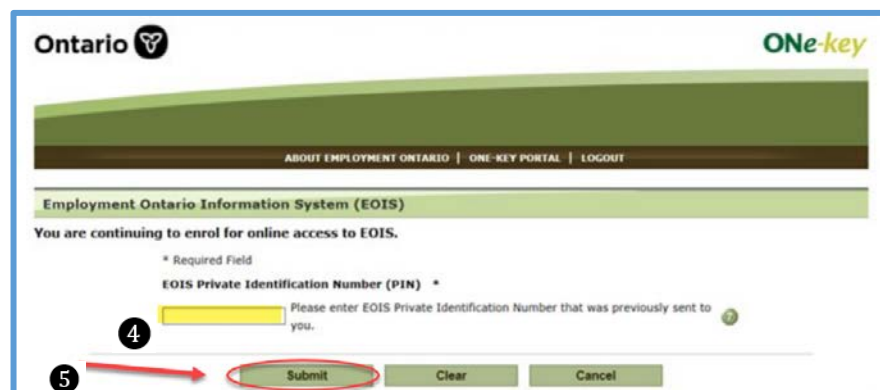 Ontario
ONe-key
ABOUT EMPLOYMENT ONTARIO | ONE-KEY PORTAL | LOGOUT
Employment Ontario Information System (EOIS)
You are continuing to enrol for online access to EOIS.
* Required Field
EOIS Private Identification Number (PIN) *
Please enter EOIS Private Identification Number that was previously sent to
you.
?
4
5
Submit Clear Cancel